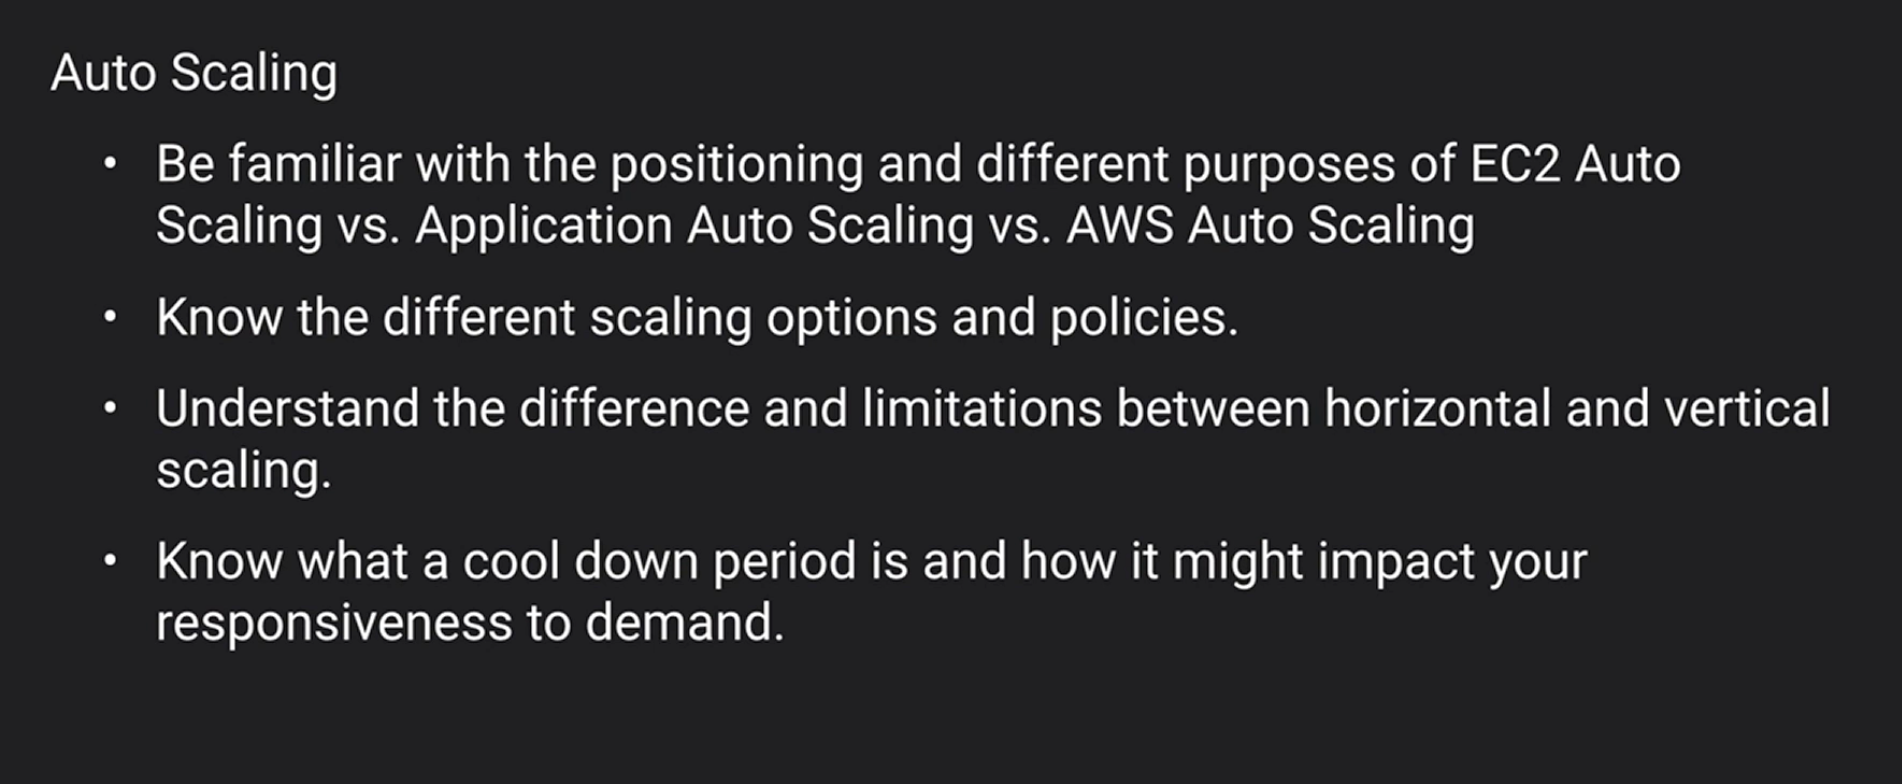 Auto Scaling
• Be familiar with the positioning and different purposes of EC2 Auto
Scaling vs. Application Auto Scaling vs. AWS Auto Scaling
• Know the different scaling options and policies.
• Understand the difference and limitations between horizontal and vertical
scaling.
• Know what a cool down period is and how it might impact your
responsiveness to demand.